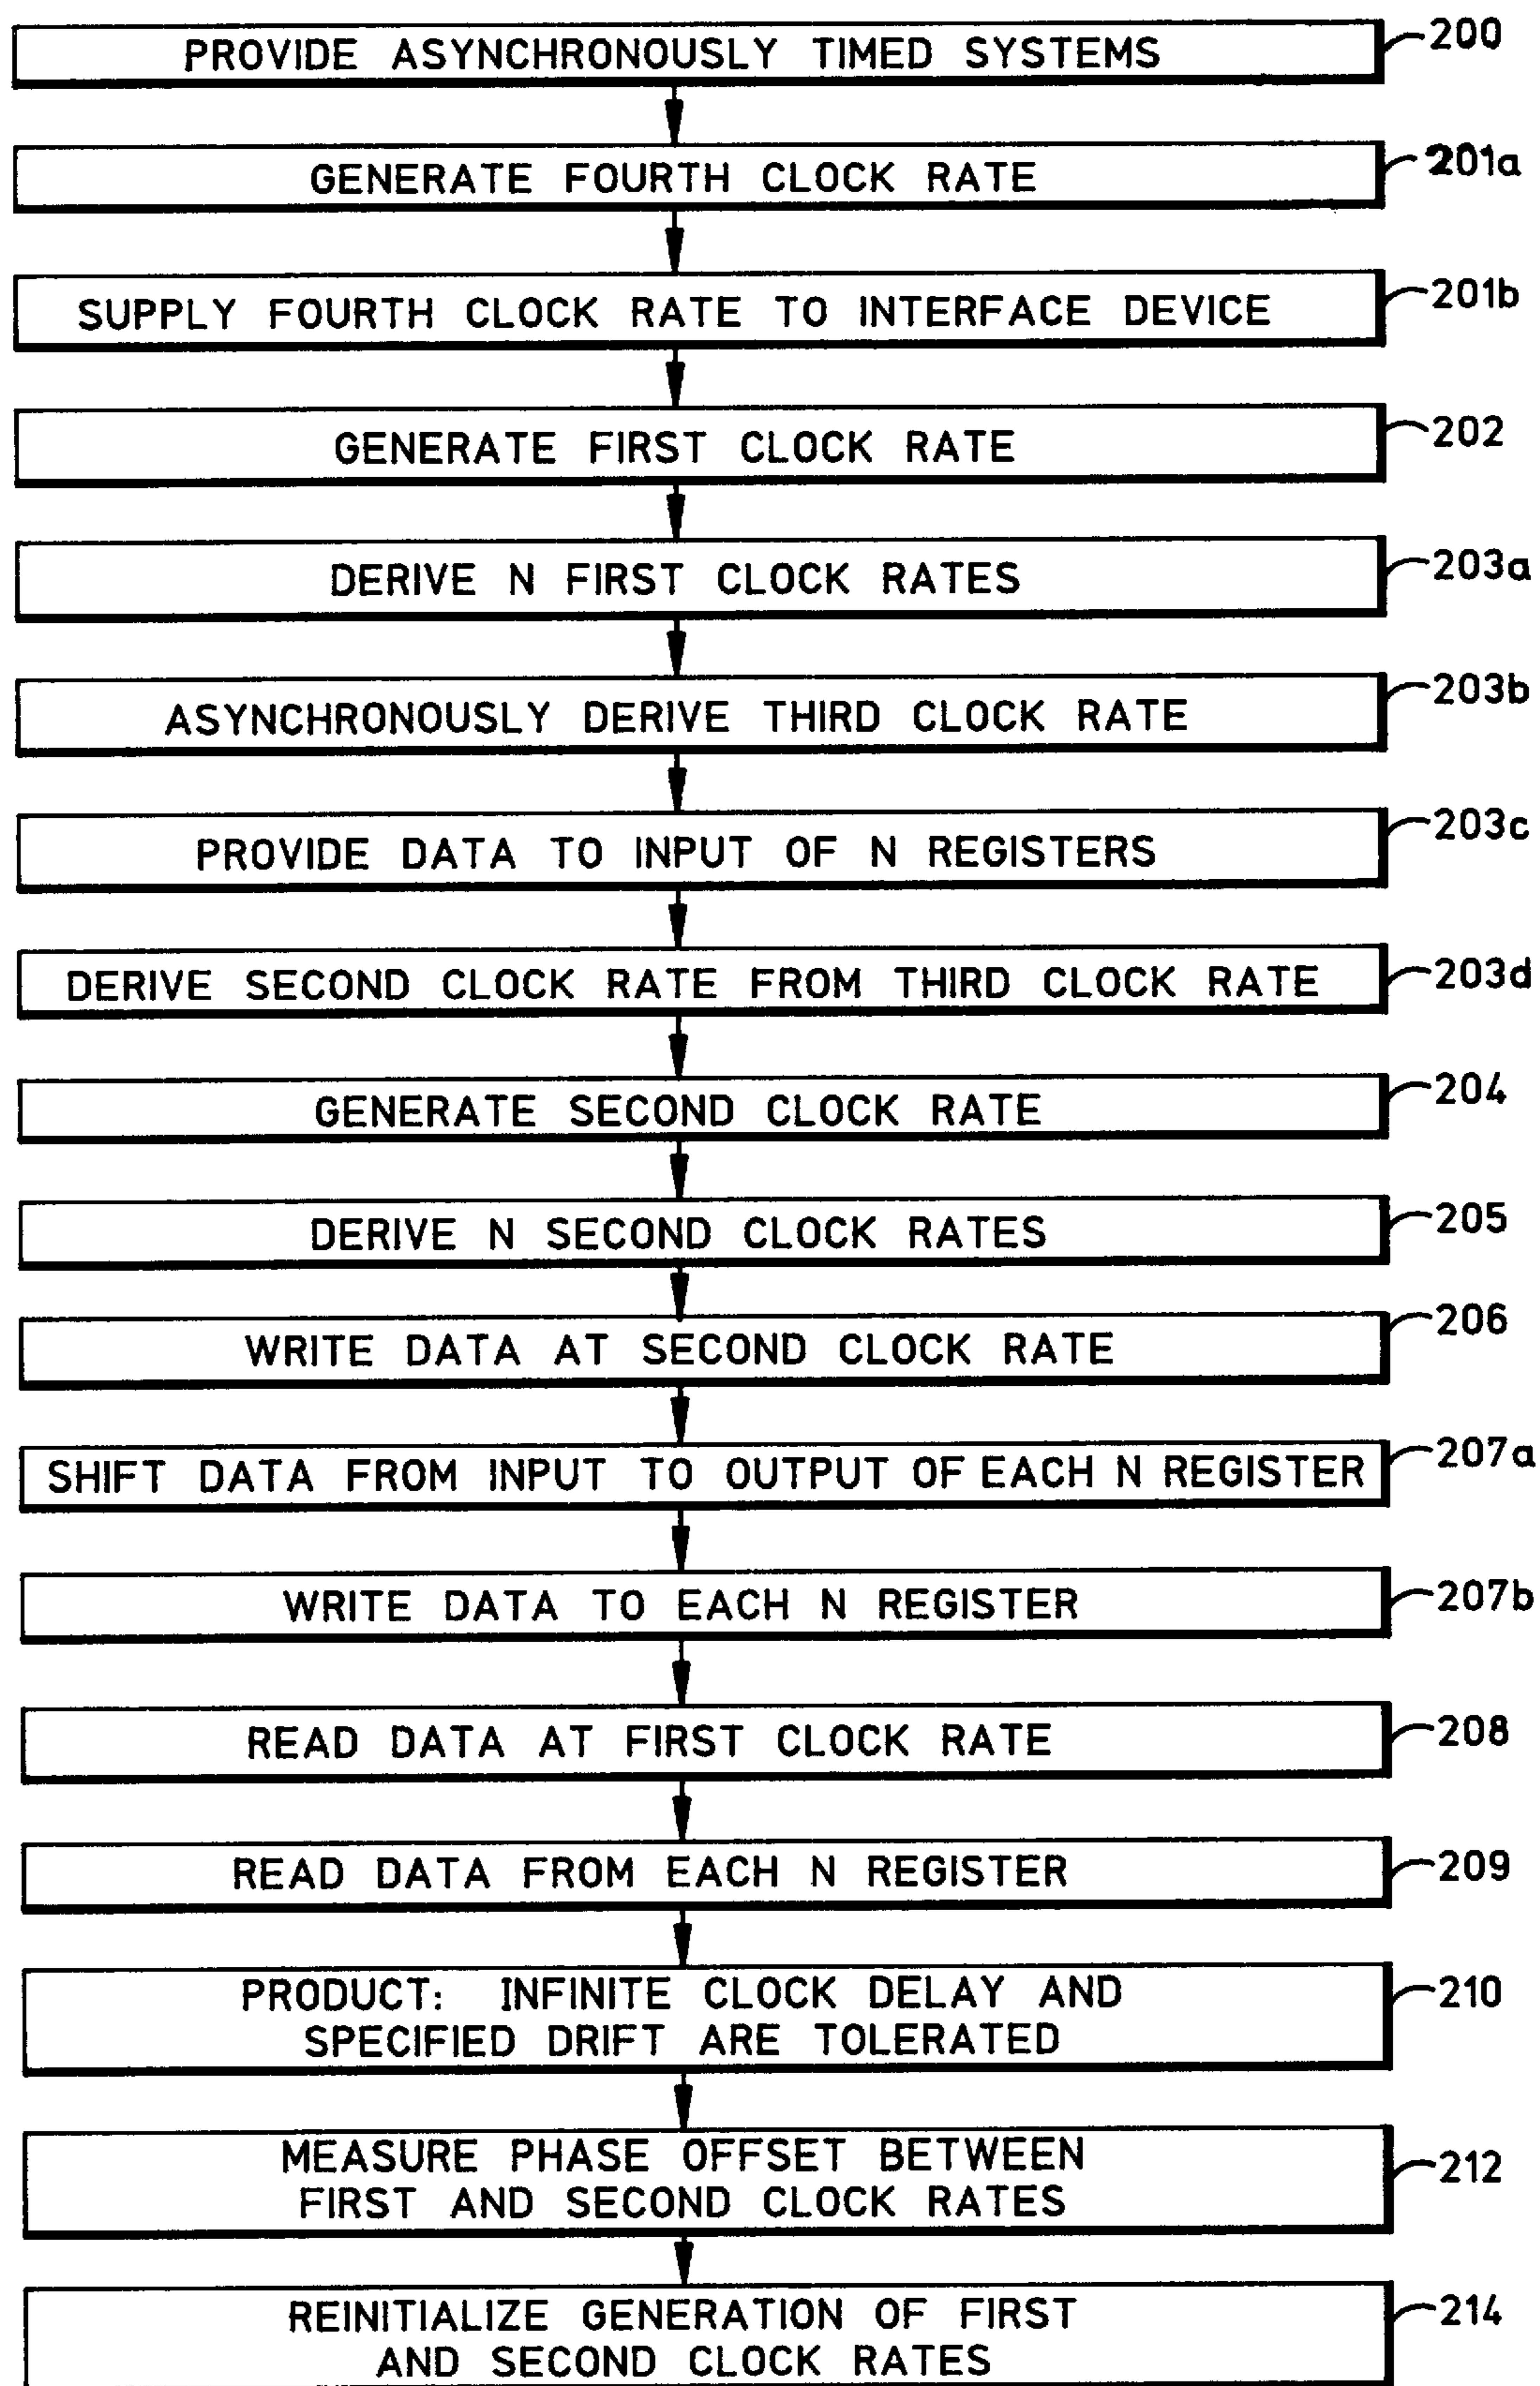 PROVIDE ASYNCHRONOUSLY TIMED SYSTEMS 200
GENERATE FOURTH CLOCK RATE 201a
SUPPLY FOURTH CLOCK RATE TO INTERFACE DEVICE 201b
GENERATE FIRST CLOCK RATE 202
DERIVE N FIRST CLOCK RATES 203a
ASYNCHRONOUSLY DERIVE THIRD CLOCK RATE 203b
PROVIDE DATA TO INPUT OF N REGISTERS 203c
DERIVE SECOND CLOCK RATE FROM THIRD CLOCK RATE 203d
GENERATE SECOND CLOCK RATE 204
DERIVE N SECOND CLOCK RATES 205
WRITE DATA AT SECOND CLOCK RATE 206
SHIFT DATA FROM INPUT TO OUTPUT OF EACH N REGISTER 207a
WRITE DATA TO EACH N REGISTER 207b
READ DATA AT FIRST CLOCK RATE 208
READ DATA FROM EACH N REGISTER 209
PRODUCT: INFINITE CLOCK DELAY AND 210
SPECIFIED DRIFT ARE TOLERATED
MEASURE PHASE OFFSET BETWEEN 212
FIRST AND SECOND CLOCK RATES
REINITIALIZE GENERATION OF FIRST 214
AND SECOND CLOCK RATES